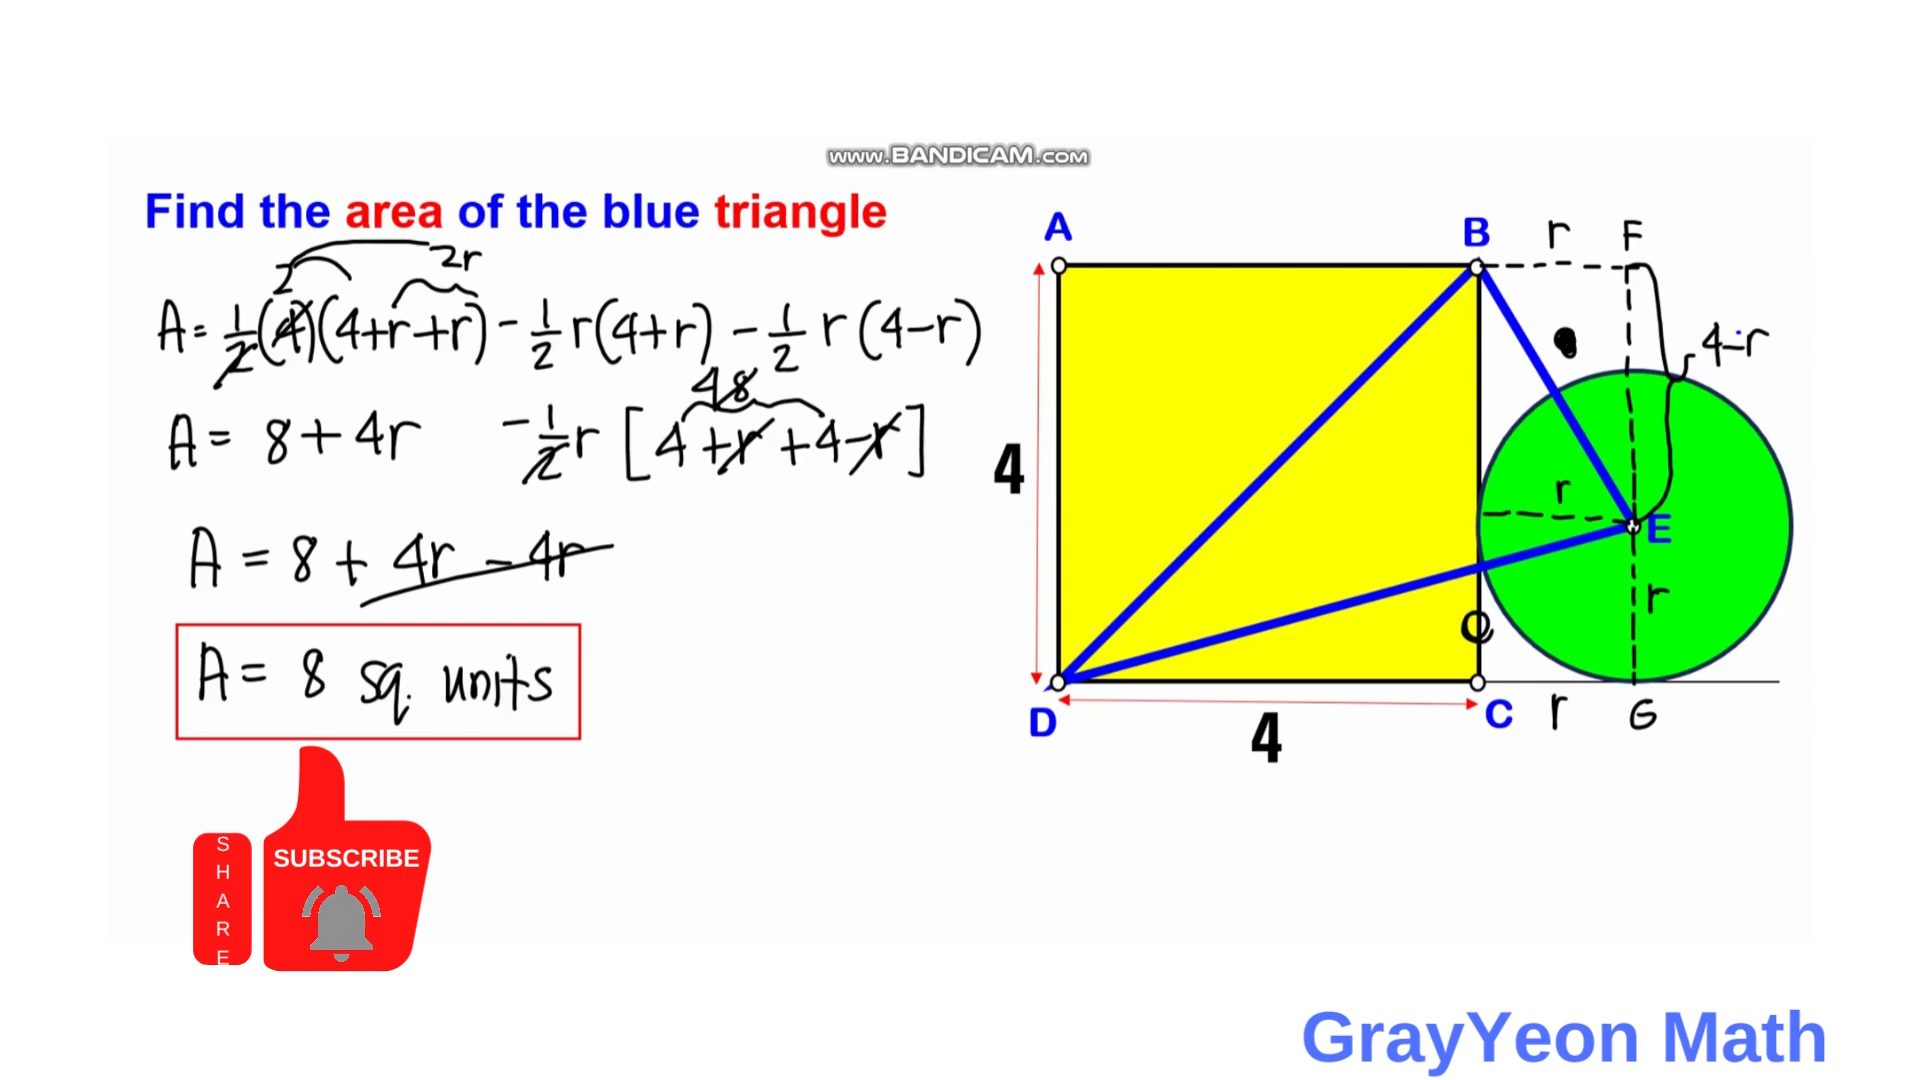 www.BANDICAM.com
Find the area of the blue triangle
2 2r
A = 1/2 (4)(4+r+r) - 1/2 r(4+r) - 1/2 r(4-r)
48
A = 8 + 4r - 1/2 r [4+r+4-r]
A = 8 + 4r - 4r
A = 8 sq. units
A
B
r
F
4-r
4
r
E
r
D
4
C
r
G
SHARE
SUBSCRIBE
GrayYeon Math